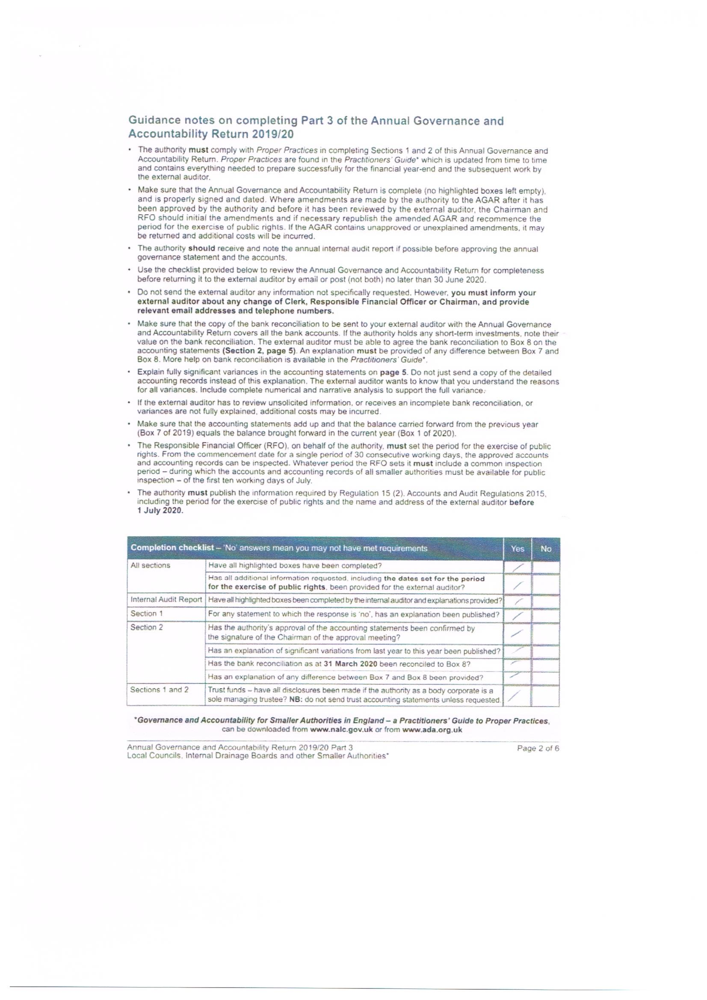 Guidance notes on completing Part 3 of the Annual Governance and
Accountability Return 2019/20
• The authority must comply with Proper Practices in completing Sections 1 and 2 of this Annual Governance and
Accountability Return. Proper Practices are found in the Practitioners' Guide* which is updated from time to time
and contains everything needed to prepare successfully for the financial year-end and the subsequent work by
the external auditor.
• Make sure that the Annual Governance and Accountability Return is complete (no highlighted boxes left empty),
and is properly signed and dated. Where amendments are made by the authority to the AGAR after it has
been approved by the authority and before it has been reviewed by the external auditor, the Chairman and
RFO should initial the amendments and if necessary republish the amended AGAR and recommence the
period for the exercise of public rights. If the AGAR contains unapproved or unexplained amendments, it may
be returned and additional costs will be incurred.
• The authority should receive and note the annual internal audit report if possible before approving the annual
governance statement and the accounts.
• Use the checklist provided below to review the Annual Governance and Accountability Return for completeness
before returning it to the external auditor by email or post (not both) no later than 30 June 2020.
• Do not send the external auditor any information not specifically requested. However, you must inform your
external auditor about any change of Clerk, Responsible Financial Officer or Chairman, and provide
relevant email addresses and telephone numbers.
• Make sure that the copy of the bank reconciliation to be sent to your external auditor with the Annual Governance
and Accountability Return covers all the bank accounts. If the authority holds any short-term investments, note their
value on the bank reconciliation. The external auditor must be able to agree the bank reconciliation to Box 8 on the
accounting statements (Section 2, page 5). An explanation must be provided of any difference between Box 7 and
Box 8. More help on bank reconciliation is available in the Practitioners' Guide*.
• Explain fully significant variances in the accounting statements on page 5. Do not just send a copy of the detailed
accounting records instead of this explanation. The external auditor wants to know that you understand the reasons
for all variances. Include complete numerical and narrative analysis to support the full variance.
• If the external auditor has to review unsolicited information, or receives an incomplete bank reconciliation, or
variances are not fully explained, additional costs may be incurred.
• Make sure that the accounting statements add up and that the balance carried forward from the previous year
(Box 7 of 2019) equals the balance brought forward in the current year (Box 1 of 2020).
• The Responsible Financial Officer (RFO), on behalf of the authority, must set the period for the exercise of public
rights. From the commencement date for a single period of 30 consecutive working days, the approved accounts
and accounting records can be inspected. Whatever period the RFO sets it must include a common inspection
period – during which the accounts and accounting records of all smaller authorities must be available for public
inspection – of the first ten working days of July.
• The authority must publish the information required by Regulation 15 (2), Accounts and Audit Regulations 2015,
including the period for the exercise of public rights and the name and address of the external auditor before
1 July 2020.
Completion checklist – 'No' answers mean you may not have met requirements Yes No
All sections Have all highlighted boxes have been completed?
Has all additional information requested, including the dates set for the period
for the exercise of public rights, been provided for the external auditor?
Internal Audit Report Have all highlighted boxes been completed by the internal auditor and explanations provided?
Section 1 For any statement to which the response is 'no', has an explanation been published?
Section 2 Has the authority's approval of the accounting statements been confirmed by
the signature of the Chairman of the approval meeting?
Has an explanation of significant variations from last year to this year been published?
Has the bank reconciliation as at 31 March 2020 been reconciled to Box 8?
Has an explanation of any difference between Box 7 and Box 8 been provided?
Sections 1 and 2 Trust funds – have all disclosures been made if the authority as a body corporate is a
sole managing trustee? NB: do not send trust accounting statements unless requested.
*Governance and Accountability for Smaller Authorities in England – a Practitioners' Guide to Proper Practices,
can be downloaded from www.nalc.gov.uk or from www.ada.org.uk
Annual Governance and Accountability Return 2019/20 Part 3 Page 2 of 6
Local Councils, Internal Drainage Boards and other Smaller Authorities*